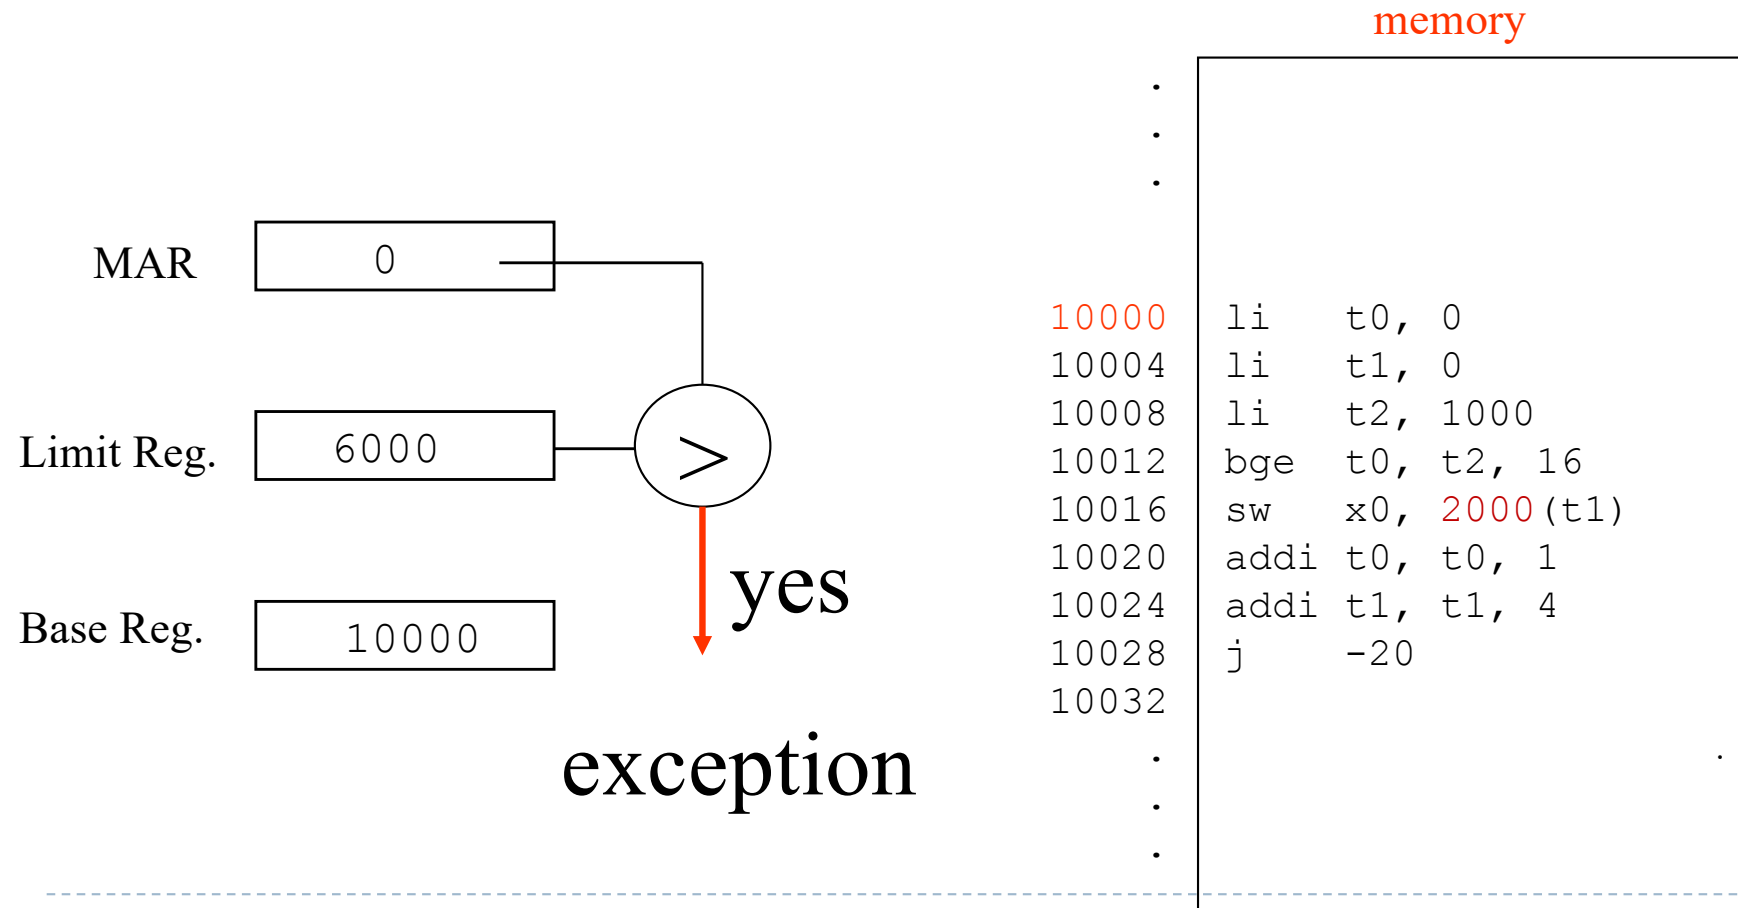 memory
.
.
.
MAR 0
Limit Reg. 6000
>
Base Reg. 10000
yes
exception
10000 li t0, 0
10004 li t1, 0
10008 li t2, 1000
10012 bge t0, t2, 16
10016 sw x0, 2000(t1)
10020 addi t0, t0, 1
10024 addi t1, t1, 4
10028 j -20
10032
. .
.
.